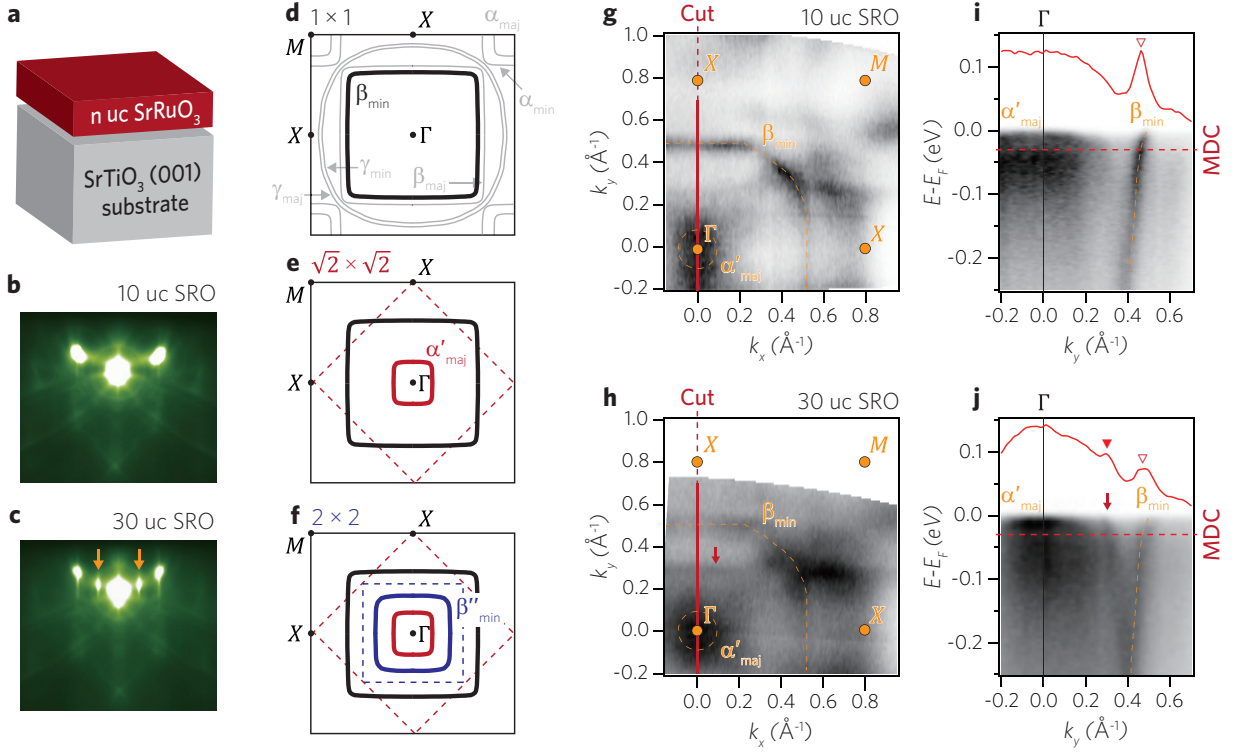 a
n uc SrRuO₃
SrTiO₃ (001)
substrate
b
10 uc SRO
c
30 uc SRO
d
1 × 1
X
α_maj
M
β_min
α_min
X
Γ
γ_min
β_maj
γ_maj
e
√2 × √2
X
M
α′_maj
X
Γ
f
2 × 2
X
M
β″_min
X
Γ
g
Cut
10 uc SRO
1.0
0.8
0.6
0.4
0.2
0.0
-0.2
k_y (Å⁻¹)
X
M
β_min
Γ
X
α′_maj
0.0 0.2 0.4 0.6 0.8
k_x (Å⁻¹)
h
Cut
30 uc SRO
1.0
0.8
0.6
0.4
0.2
0.0
-0.2
k_y (Å⁻¹)
X
M
β_min
Γ
X
α′_maj
0.0 0.2 0.4 0.6 0.8
k_x (Å⁻¹)
i
Γ
0.1
0.0
-0.1
-0.2
E-E_F (eV)
α′_maj
β_min
MDC
-0.2 0.0 0.2 0.4 0.6
k_y (Å⁻¹)
j
Γ
0.1
0.0
-0.1
-0.2
E-E_F (eV)
α′_maj
β_min
MDC
-0.2 0.0 0.2 0.4 0.6
k_y (Å⁻¹)